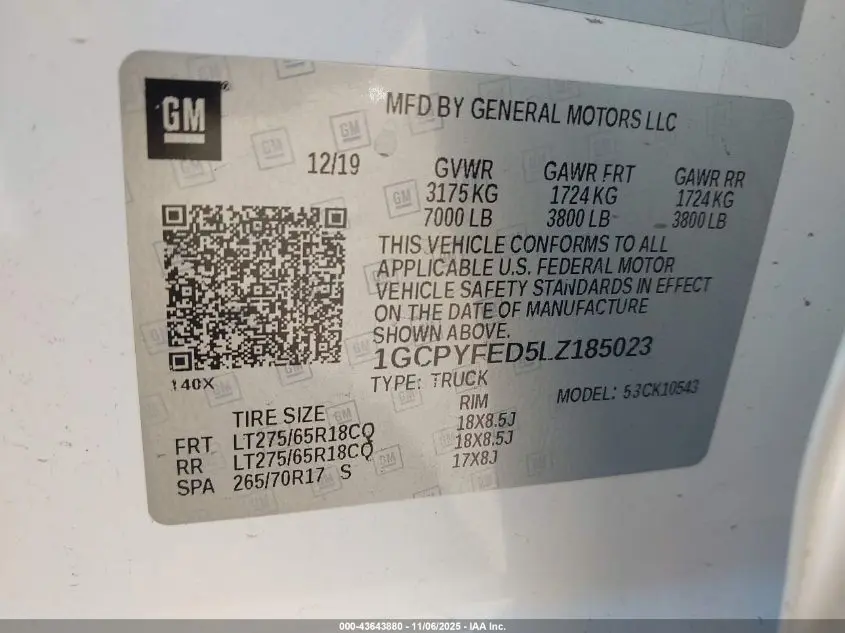 GM
MFD BY GENERAL MOTORS LLC
12/19
GVWR GAWR FRT GAWR RR
3175 KG 1724 KG 1724 KG
7000 LB 3800 LB 3800 LB
THIS VEHICLE CONFORMS TO ALL
APPLICABLE U.S. FEDERAL MOTOR
VEHICLE SAFETY STANDARDS IN EFFECT
ON THE DATE OF MANUFACTURE
SHOWN ABOVE.
1GCPYFED5LZ185023
140X
TYPE: TRUCK
MODEL: 53CK10543
TIRE SIZE RIM
FRT LT275/65R18CQ 18X8.5J
RR LT275/65R18CQ 18X8.5J
SPA 265/70R17 S 17X8J
000-43643880 - 11/06/2025 - IAA Inc.